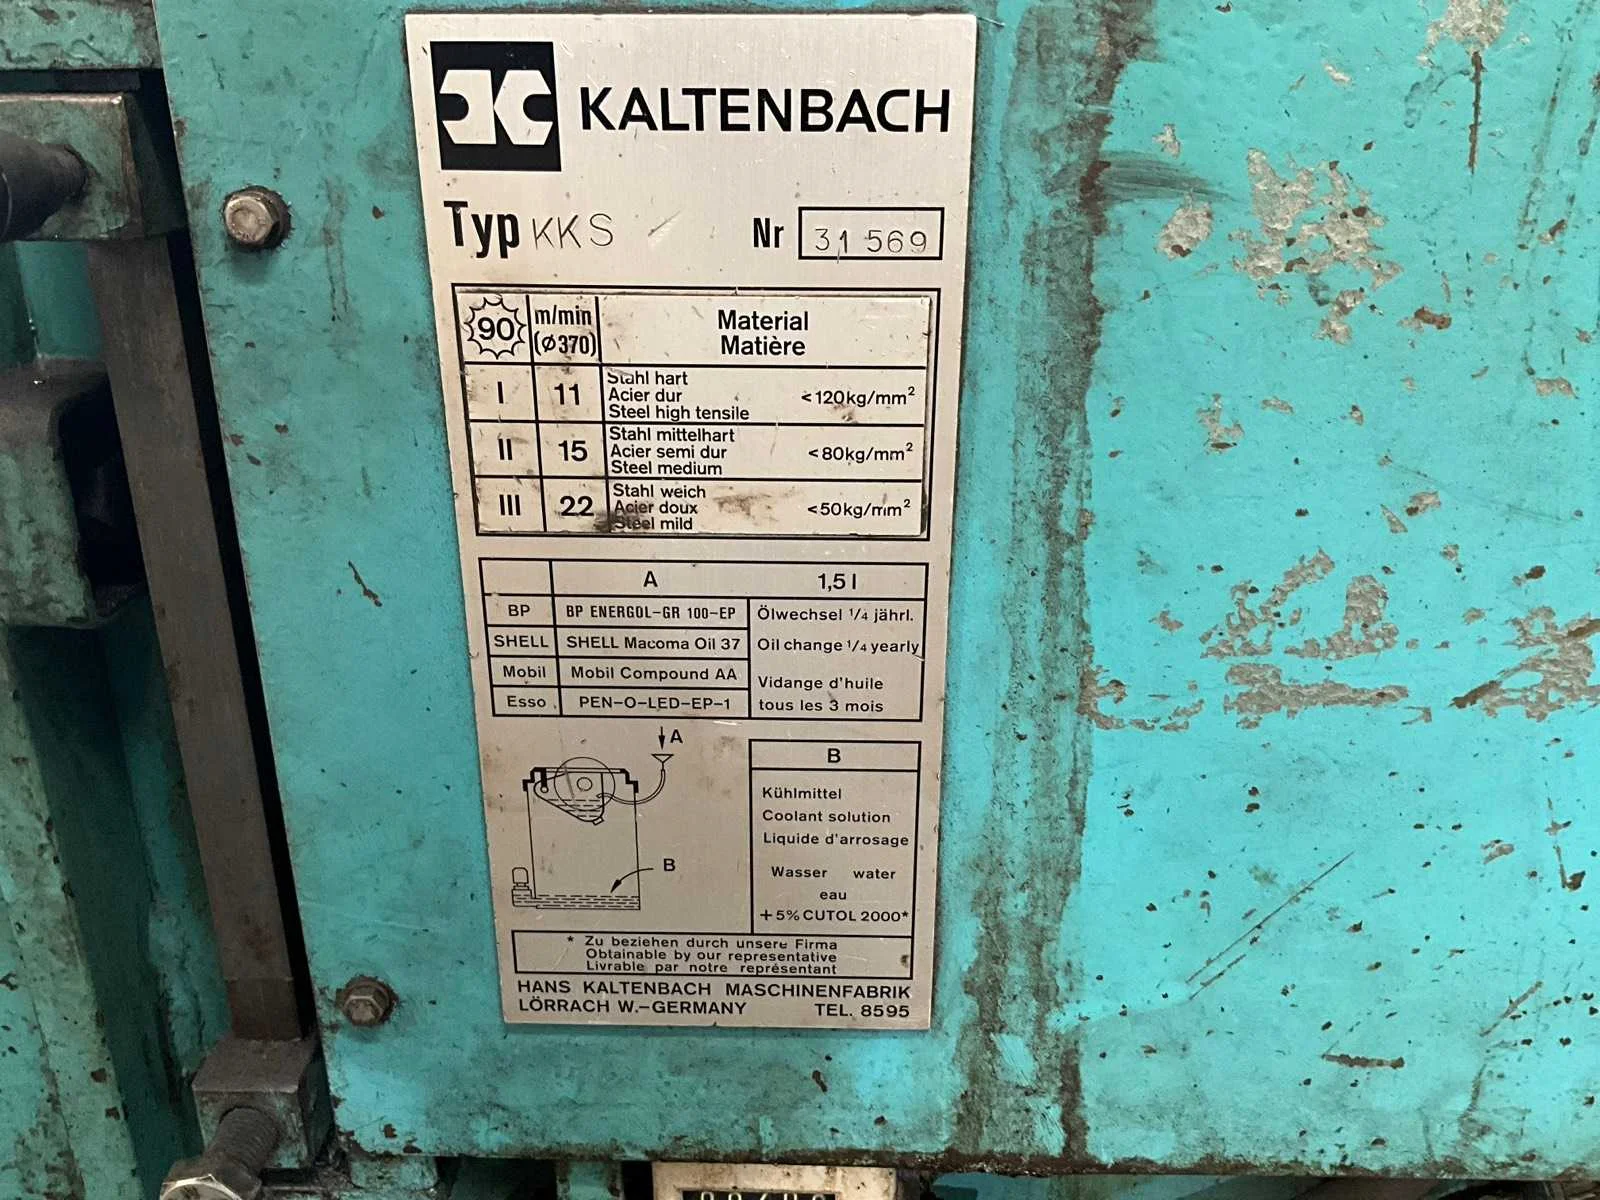 KALTENBACH
Typ KKS Nr 31 569
90 m/min (ø370) Material Matière
I 11 Stahl hart Acier dur Steel high tensile <120kg/mm²
II 15 Stahl mittelhart Acier semi dur Steel medium <80kg/mm²
III 22 Stahl weich Acier doux Steel mild <50kg/mm²
A 1,5 l
BP BP ENERGOL-GR 100-EP
SHELL SHELL Macoma Oil 37
Mobil Mobil Compound AA
Esso PEN-O-LED-EP-1
Ölwechsel 1/4 jährl.
Oil change 1/4 yearly
Vidange d'huile
tous les 3 mois
A
B
B
Kühlmittel
Coolant solution
Liquide d'arrosage
Wasser water
eau
+5% CUTOL 2000*
* Zu beziehen durch unsere Firma
Obtainable by our representative
Livrable par notre représentant
HANS KALTENBACH MASCHINENFABRIK
LÖRRACH W.-GERMANY TEL. 8595